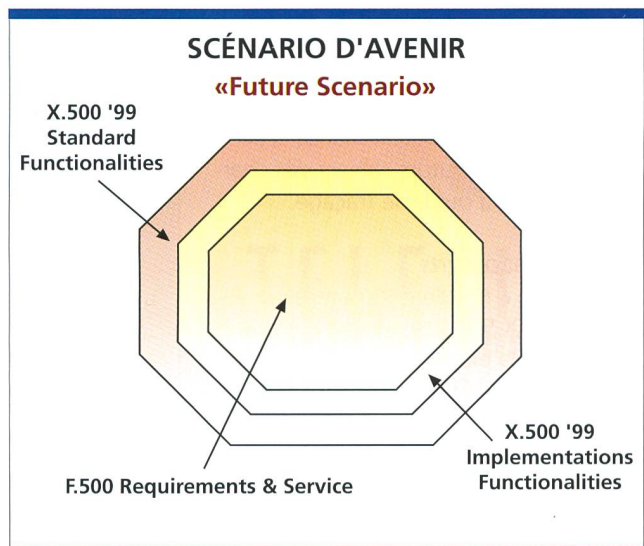 SCÉNARIO D'AVENIR
«Future Scenario»
X.500 '99
Standard
Functionalities
X.500 '99
Implementations
Functionalities
F.500 Requirements & Service